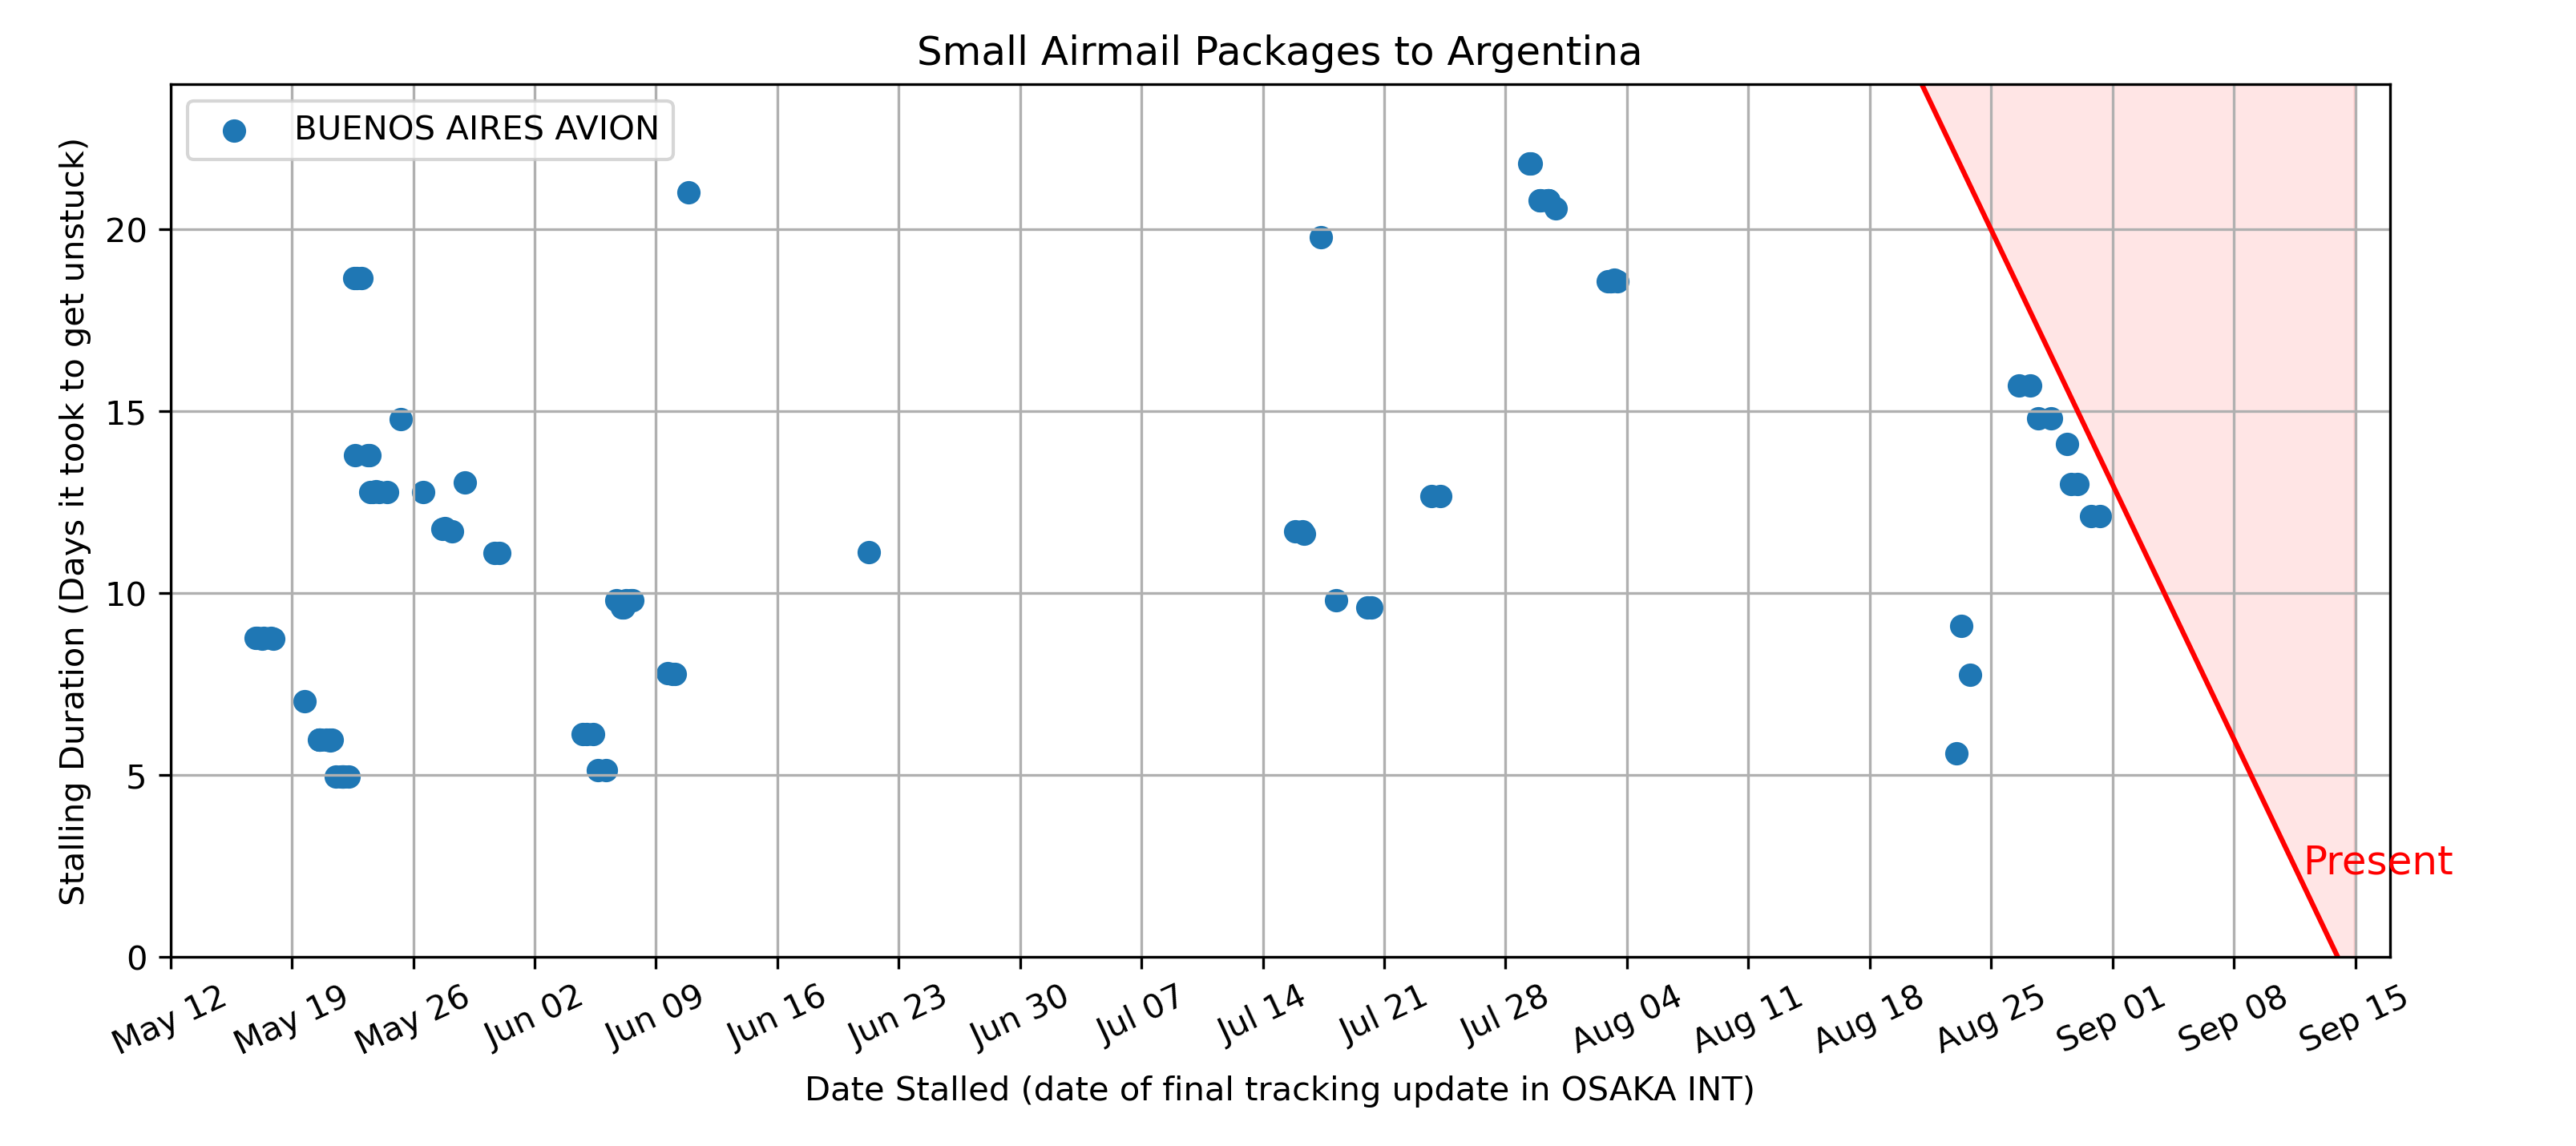 Small Airmail Packages to Argentina
BUENOS AIRES AVION
Stalling Duration (Days it took to get unstuck)
20
15
10
5
0
Present
May 12
May 19
May 26
Jun 02
Jun 09
Jun 16
Jun 23
Jun 30
Jul 07
Jul 14
Jul 21
Jul 28
Aug 04
Aug 11
Aug 18
Aug 25
Sep 01
Sep 08
Sep 15
Date Stalled (date of final tracking update in OSAKA INT)